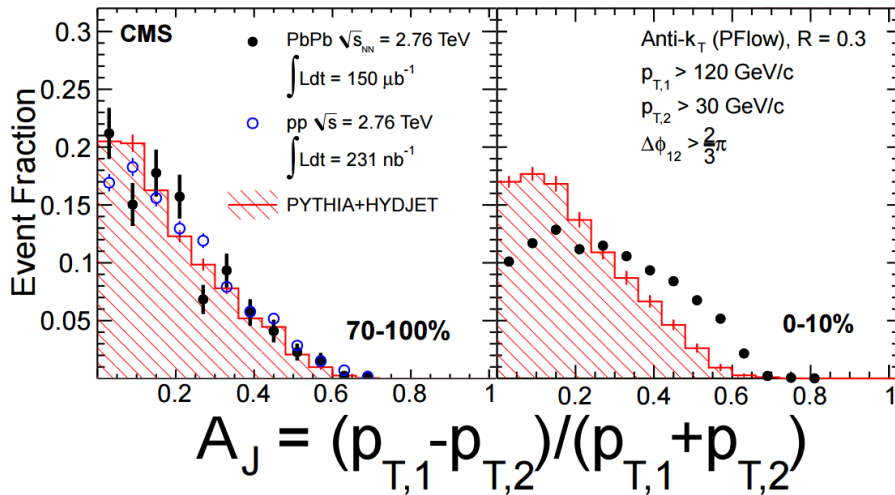 CMS
PbPb √s_NN = 2.76 TeV
∫Ldt = 150 μb⁻¹
pp √s = 2.76 TeV
∫Ldt = 231 nb⁻¹
PYTHIA+HYDJET
70-100%
Event Fraction
0.3
0.25
0.2
0.15
0.1
0.05
0.2 0.4 0.6 0.8
Anti-k_T (PFlow), R = 0.3
p_T,1 > 120 GeV/c
p_T,2 > 30 GeV/c
Δϕ_12 > 2/3 π
0-10%
0.2 0.4 0.6 0.8 1
A_J = (p_T,1-p_T,2)/(p_T,1+p_T,2)